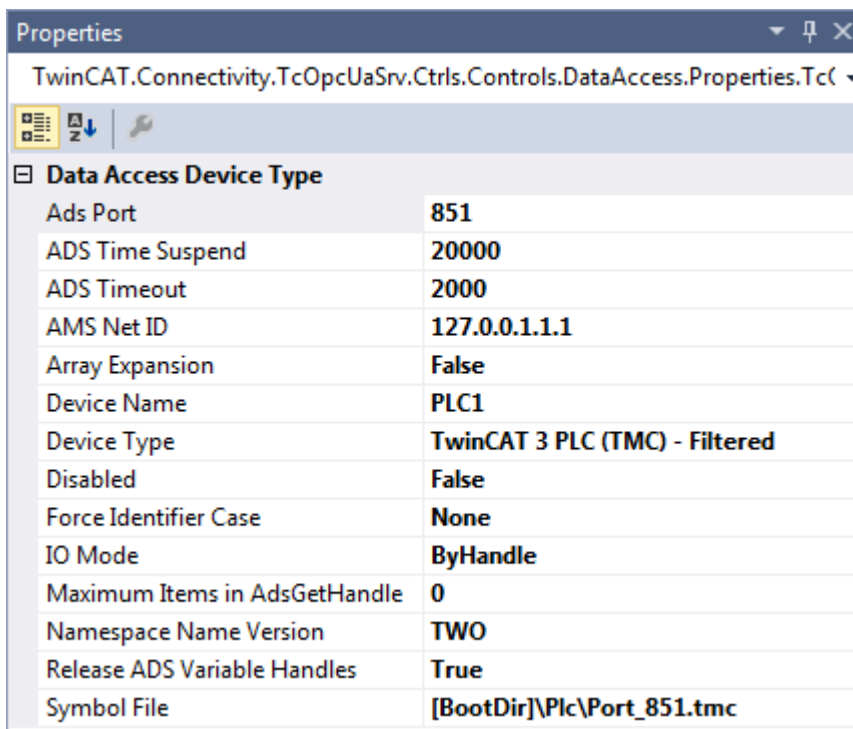 Properties
TwinCAT.Connectivity.TcOpcUaSrv.Ctrls.Controls.DataAccess.Properties.Tc
Data Access Device Type
Ads Port 851
ADS Time Suspend 20000
ADS Timeout 2000
AMS Net ID 127.0.0.1.1.1
Array Expansion False
Device Name PLC1
Device Type TwinCAT 3 PLC (TMC) - Filtered
Disabled False
Force Identifier Case None
IO Mode ByHandle
Maximum Items in AdsGetHandle 0
Namespace Name Version TWO
Release ADS Variable Handles True
Symbol File [BootDir]\Plc\Port_851.tmc